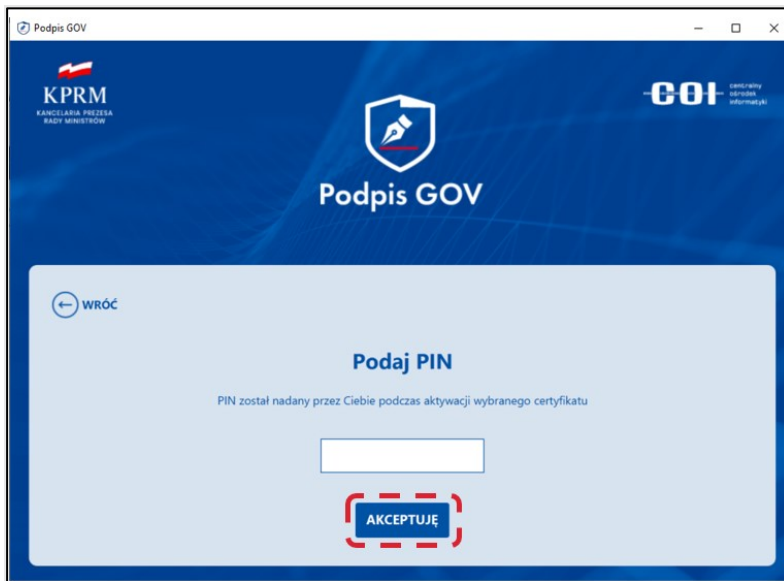 Podpis GOV
KPRM
KANCELARIA PREZESA
RADY MINISTRÓW
COI
centralny
ośrodek
informatyki
Podpis GOV
WRÓĆ
Podaj PIN
PIN został nadany przez Ciebie podczas aktywacji wybranego certyfikatu
AKCEPTUJĘ